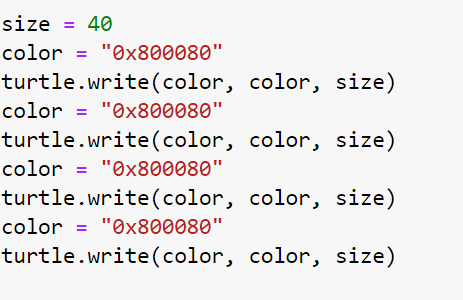 size = 40
color = "0x800080"
turtle.write(color, color, size)
color = "0x800080"
turtle.write(color, color, size)
color = "0x800080"
turtle.write(color, color, size)
color = "0x800080"
turtle.write(color, color, size)